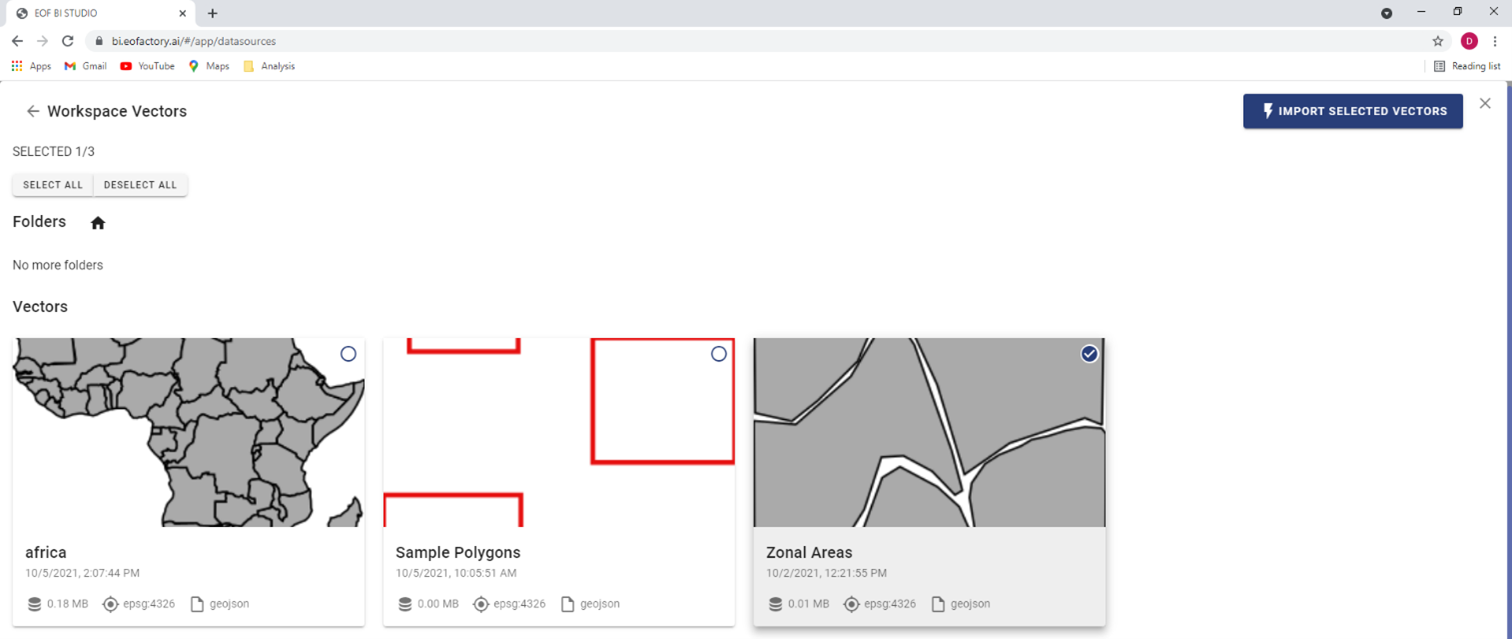 EOF BI STUDIO
bi.eofactory.ai/#/app/datasources
D
Apps Gmail YouTube Maps Analysis Reading list
Workspace Vectors
IMPORT SELECTED VECTORS
SELECTED 1/3
SELECT ALL DESELECT ALL
Folders
No more folders
Vectors
africa
10/5/2021, 2:07:44 PM
0.18 MB epsg:4326 geojson
Sample Polygons
10/5/2021, 10:05:51 AM
0.00 MB epsg:4326 geojson
Zonal Areas
10/2/2021, 12:21:55 PM
0.01 MB epsg:4326 geojson